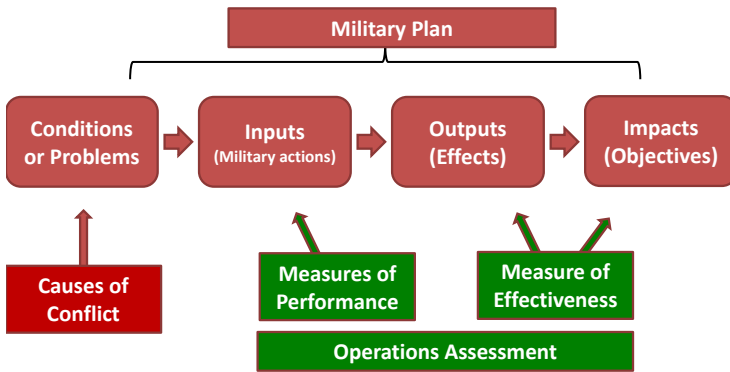 Military Plan
Conditions
or Problems
Inputs
(Military actions)
Outputs
(Effects)
Impacts
(Objectives)
Causes of
Conflict
Measures of
Performance
Measure of
Effectiveness
Operations Assessment